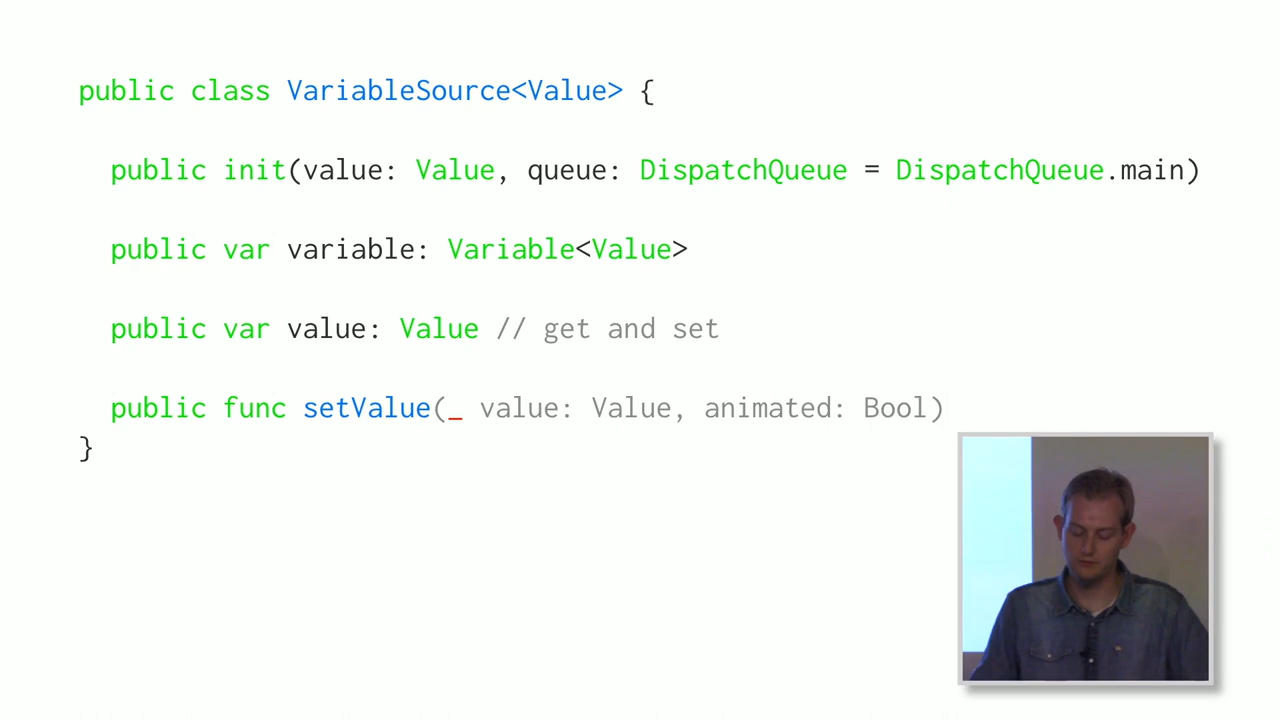 public class VariableSource<Value> {
public init(value: Value, queue: DispatchQueue = DispatchQueue.main)
public var variable: Variable<Value>
public var value: Value // get and set
public func setValue(_ value: Value, animated: Bool)
}